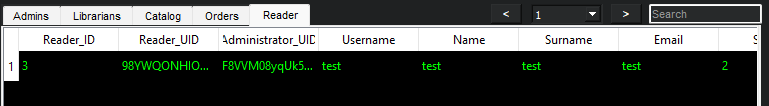 Admins Librarians Catalog Orders Reader < 1 > Search
Reader_ID Reader_UID Administrator_UID Username Name Surname Email S
1 3 98YWQONHIO... F8VVM08yqUk5... test test test test 2